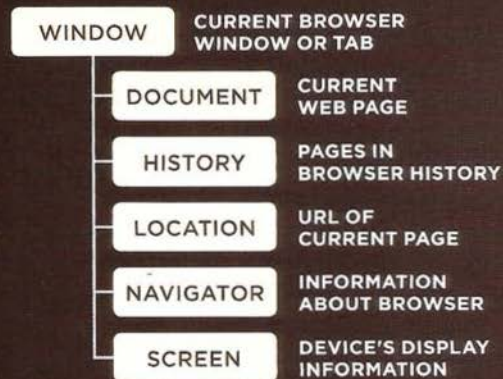 WINDOW
CURRENT BROWSER
WINDOW OR TAB
DOCUMENT
CURRENT
WEB PAGE
HISTORY
PAGES IN
BROWSER HISTORY
LOCATION
URL OF
CURRENT PAGE
NAVIGATOR
INFORMATION
ABOUT BROWSER
SCREEN
DEVICE'S DISPLAY
INFORMATION